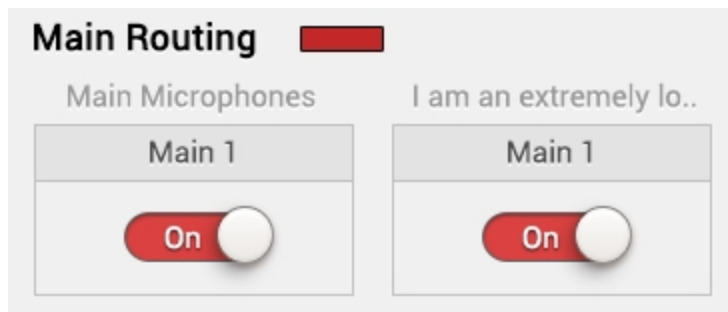 Main Routing
Main Microphones
I am an extremely lo..
Main 1
Main 1
On
On